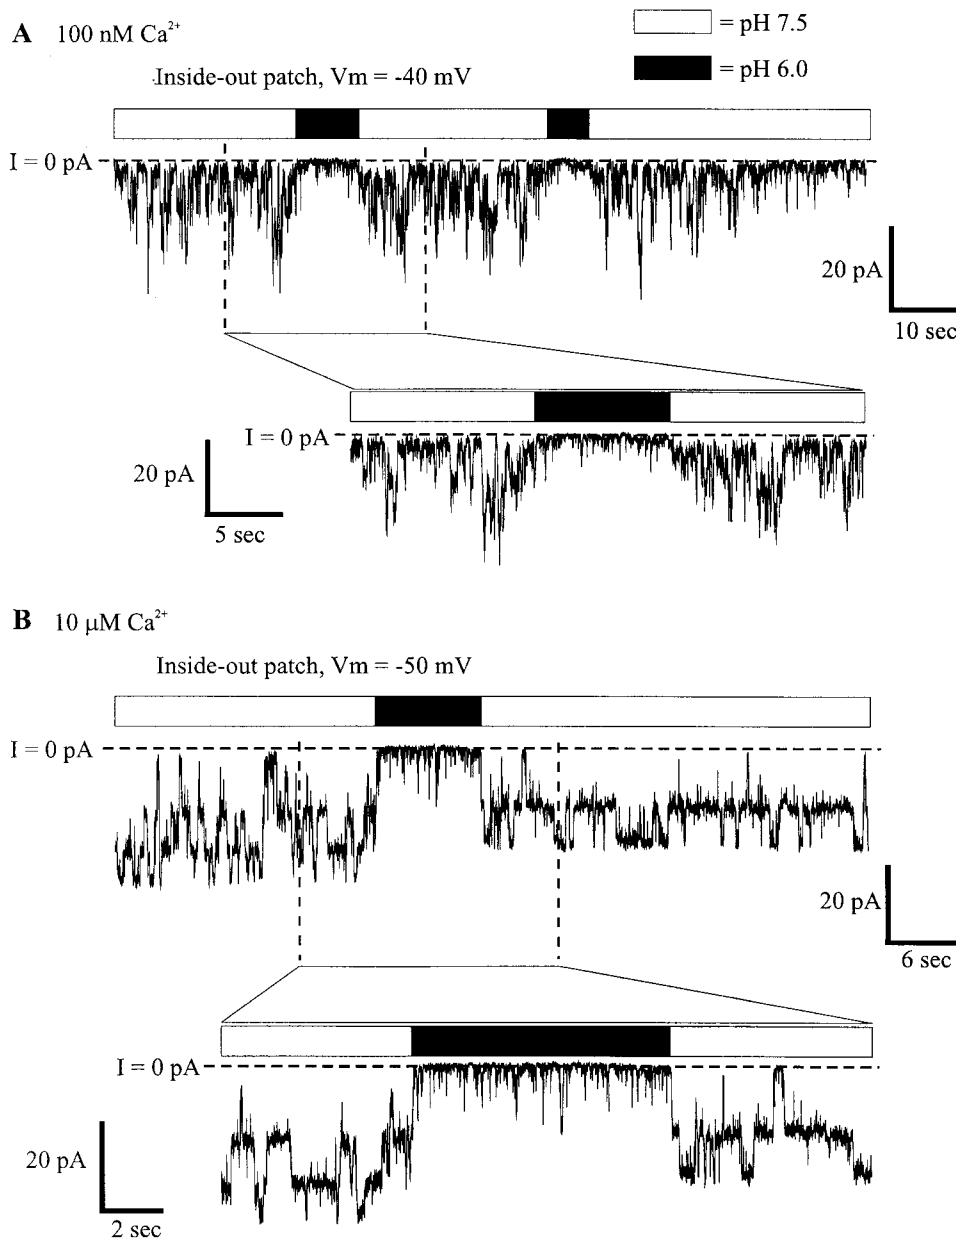 A 100 nM Ca²⁺
= pH 7.5
= pH 6.0
Inside-out patch, Vm = -40 mV
I = 0 pA
20 pA
10 sec
I = 0 pA
20 pA
5 sec
B 10 μM Ca²⁺
Inside-out patch, Vm = -50 mV
I = 0 pA
20 pA
6 sec
I = 0 pA
20 pA
2 sec